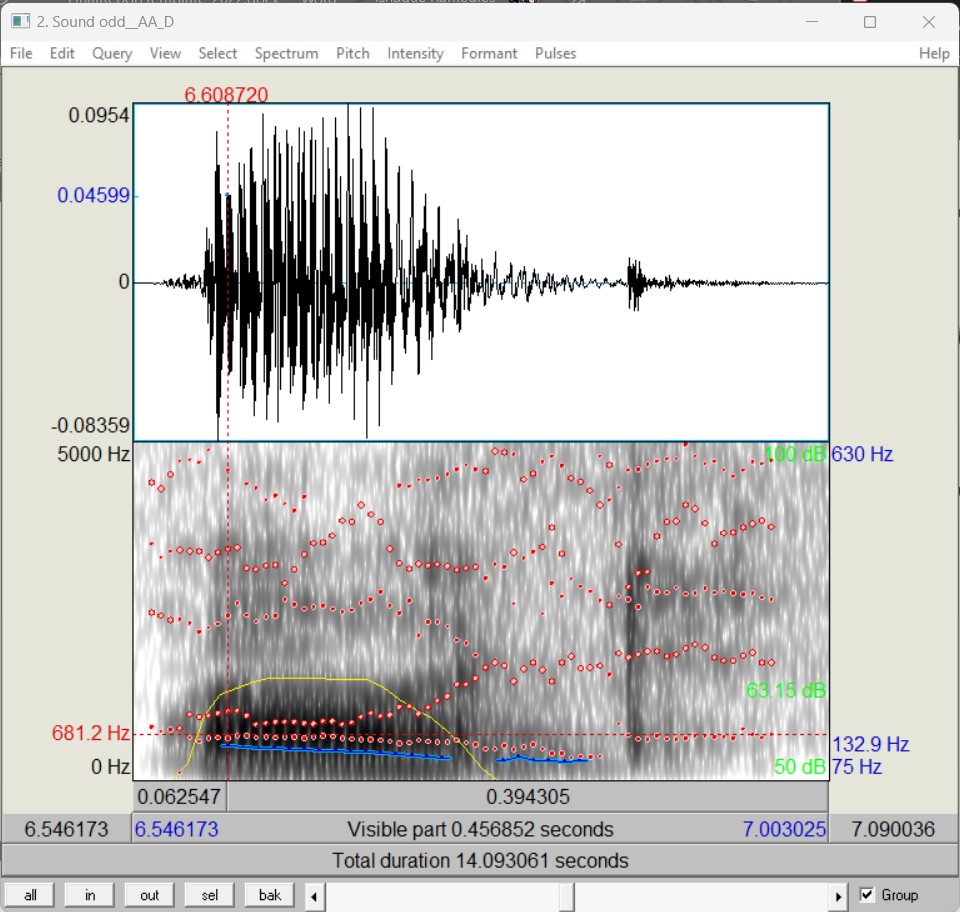 2. Sound odd__AA_D
File Edit Query View Select Spectrum Pitch Intensity Formant Pulses Help
6.608720
0.0954
0.04599
0
-0.08359
5000 Hz 100 dB 630 Hz
63.15 dB
681.2 Hz
132.9 Hz
0 Hz 50 dB 75 Hz
0.062547 0.394305
6.546173 6.546173 Visible part 0.456852 seconds 7.003025 7.090036
Total duration 14.093061 seconds
all in out sel bak Group